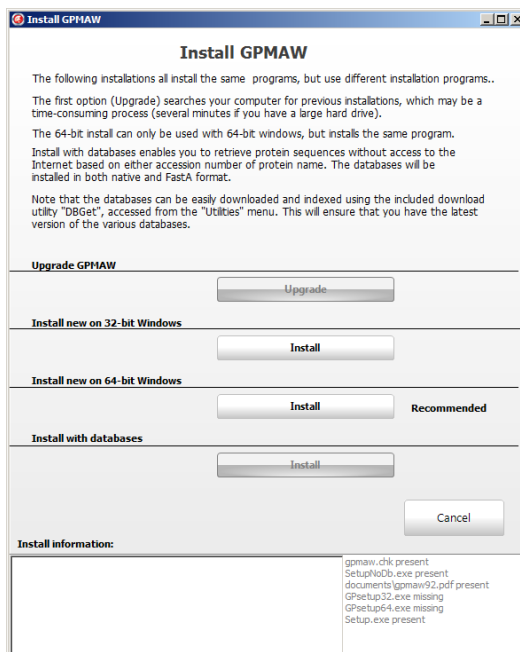 Install GPMAW
Install GPMAW
The following installations all install the same programs, but use different installation programs..
The first option (Upgrade) searches your computer for previous installations, which may be a
time-consuming process (several minutes if you have a large hard drive).
The 64-bit install can only be used with 64-bit windows, but installs the same program.
Install with databases enables you to retrieve protein sequences without access to the
Internet based on either accession number of protein name. The databases will be
installed in both native and FastA format.
Note that the databases can be easily downloaded and indexed using the included download
utility "DBGet", accessed from the "Utilities" menu. This will ensure that you have the latest
version of the various databases.
Upgrade GPMAW
Upgrade
Install new on 32-bit Windows
Install
Install new on 64-bit Windows
Install
Recommended
Install with databases
Install
Cancel
Install information:
gpmaw.chk present
SetupNoDb.exe present
documents\gpmaw92.pdf present
GPsetup32.exe missing
GPsetup64.exe missing
Setup.exe present